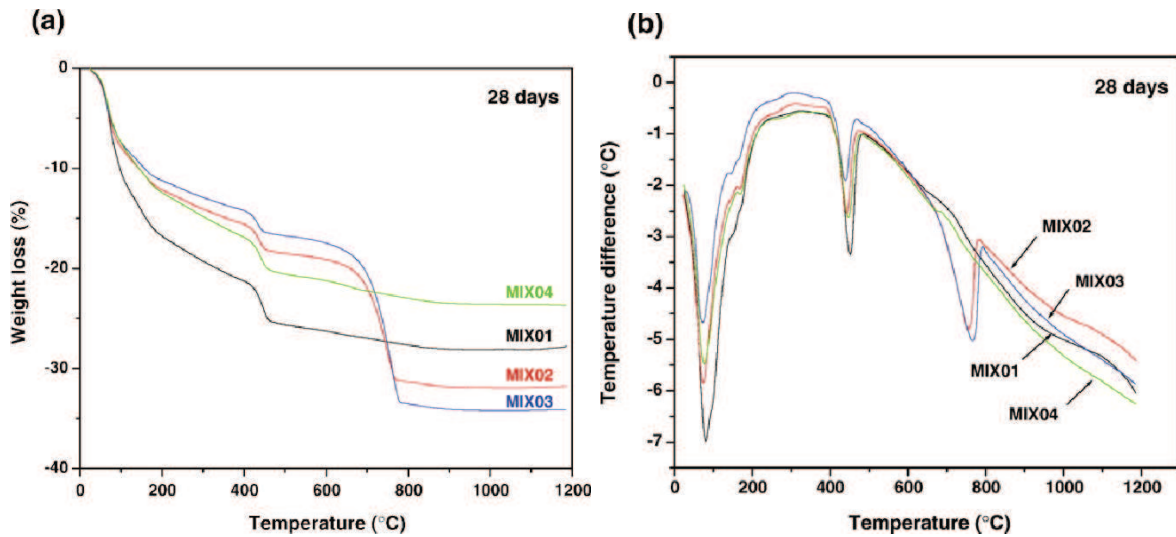 (a)
28 days
0
-10
-20
-30
-40
Weight loss (%)
MIX04
MIX01
MIX02
MIX03
0 200 400 600 800 1000 1200
Temperature (°C)
(b)
28 days
0
-1
-2
-3
-4
-5
-6
-7
Temperature difference (°C)
MIX02
MIX03
MIX01
MIX04
0 200 400 600 800 1000 1200
Temperature (°C)